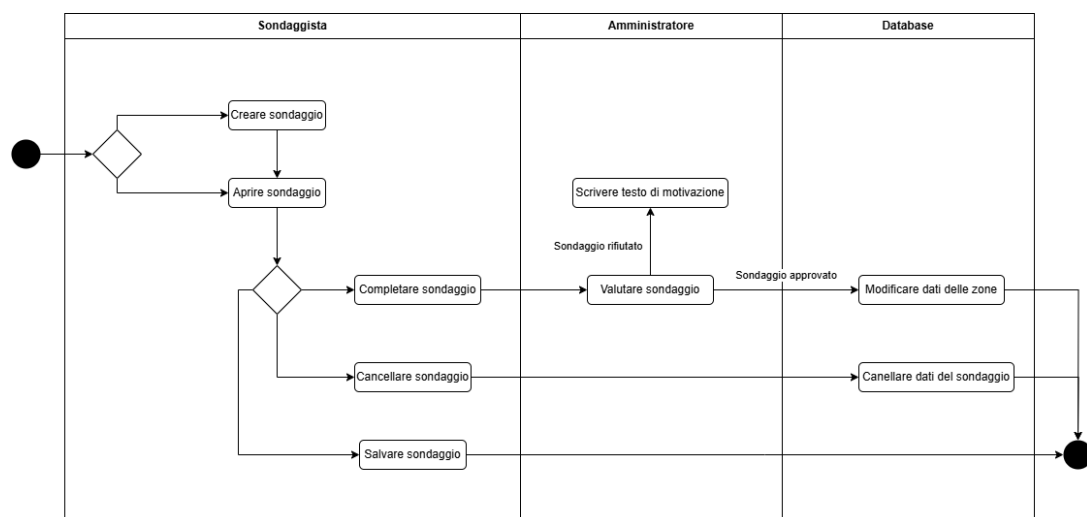 Sondaggista
Amministratore
Database
Creare sondaggio
Aprire sondaggio
Scrivere testo di motivazione
Sondaggio rifiutato
Sondaggio approvato
Completare sondaggio
Valutare sondaggio
Modificare dati delle zone
Cancellare sondaggio
Canellare dati del sondaggio
Salvare sondaggio